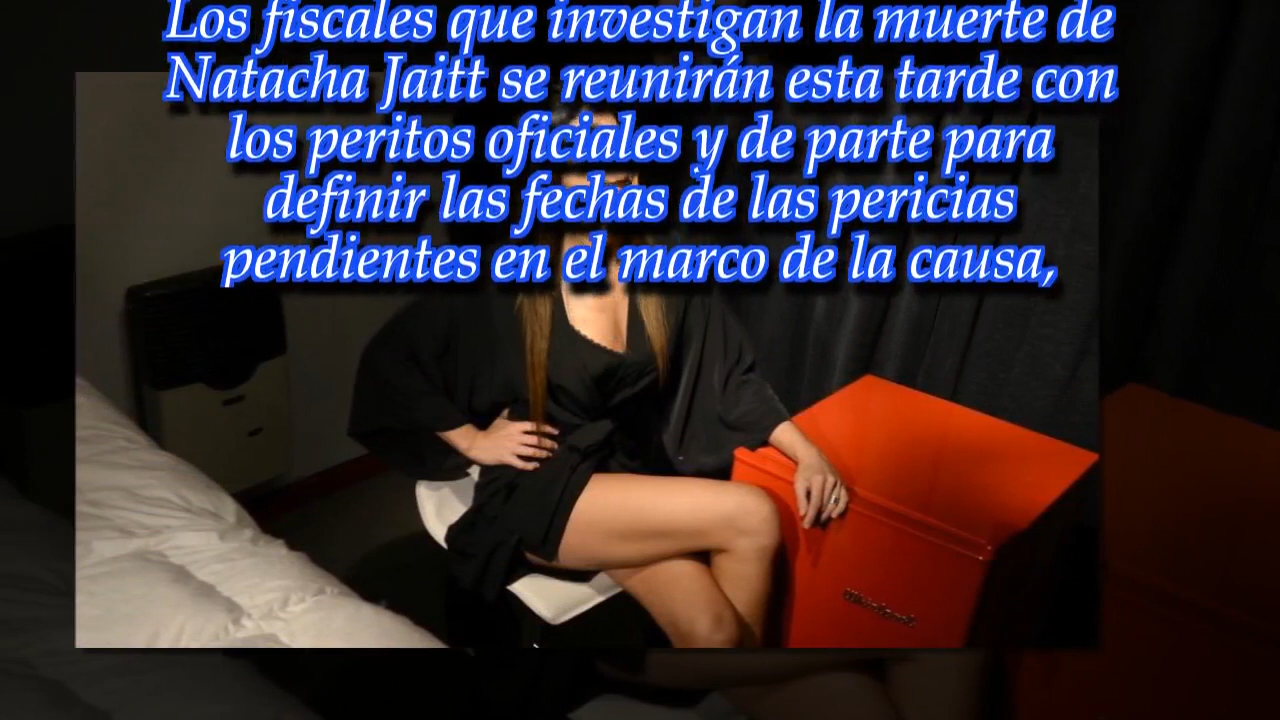 Los fiscales que investigan la muerte de
Natacha Jaitt se reunirán esta tarde con
los peritos oficiales y de parte para
definir las fechas de las pericias
pendientes en el marco de la causa,